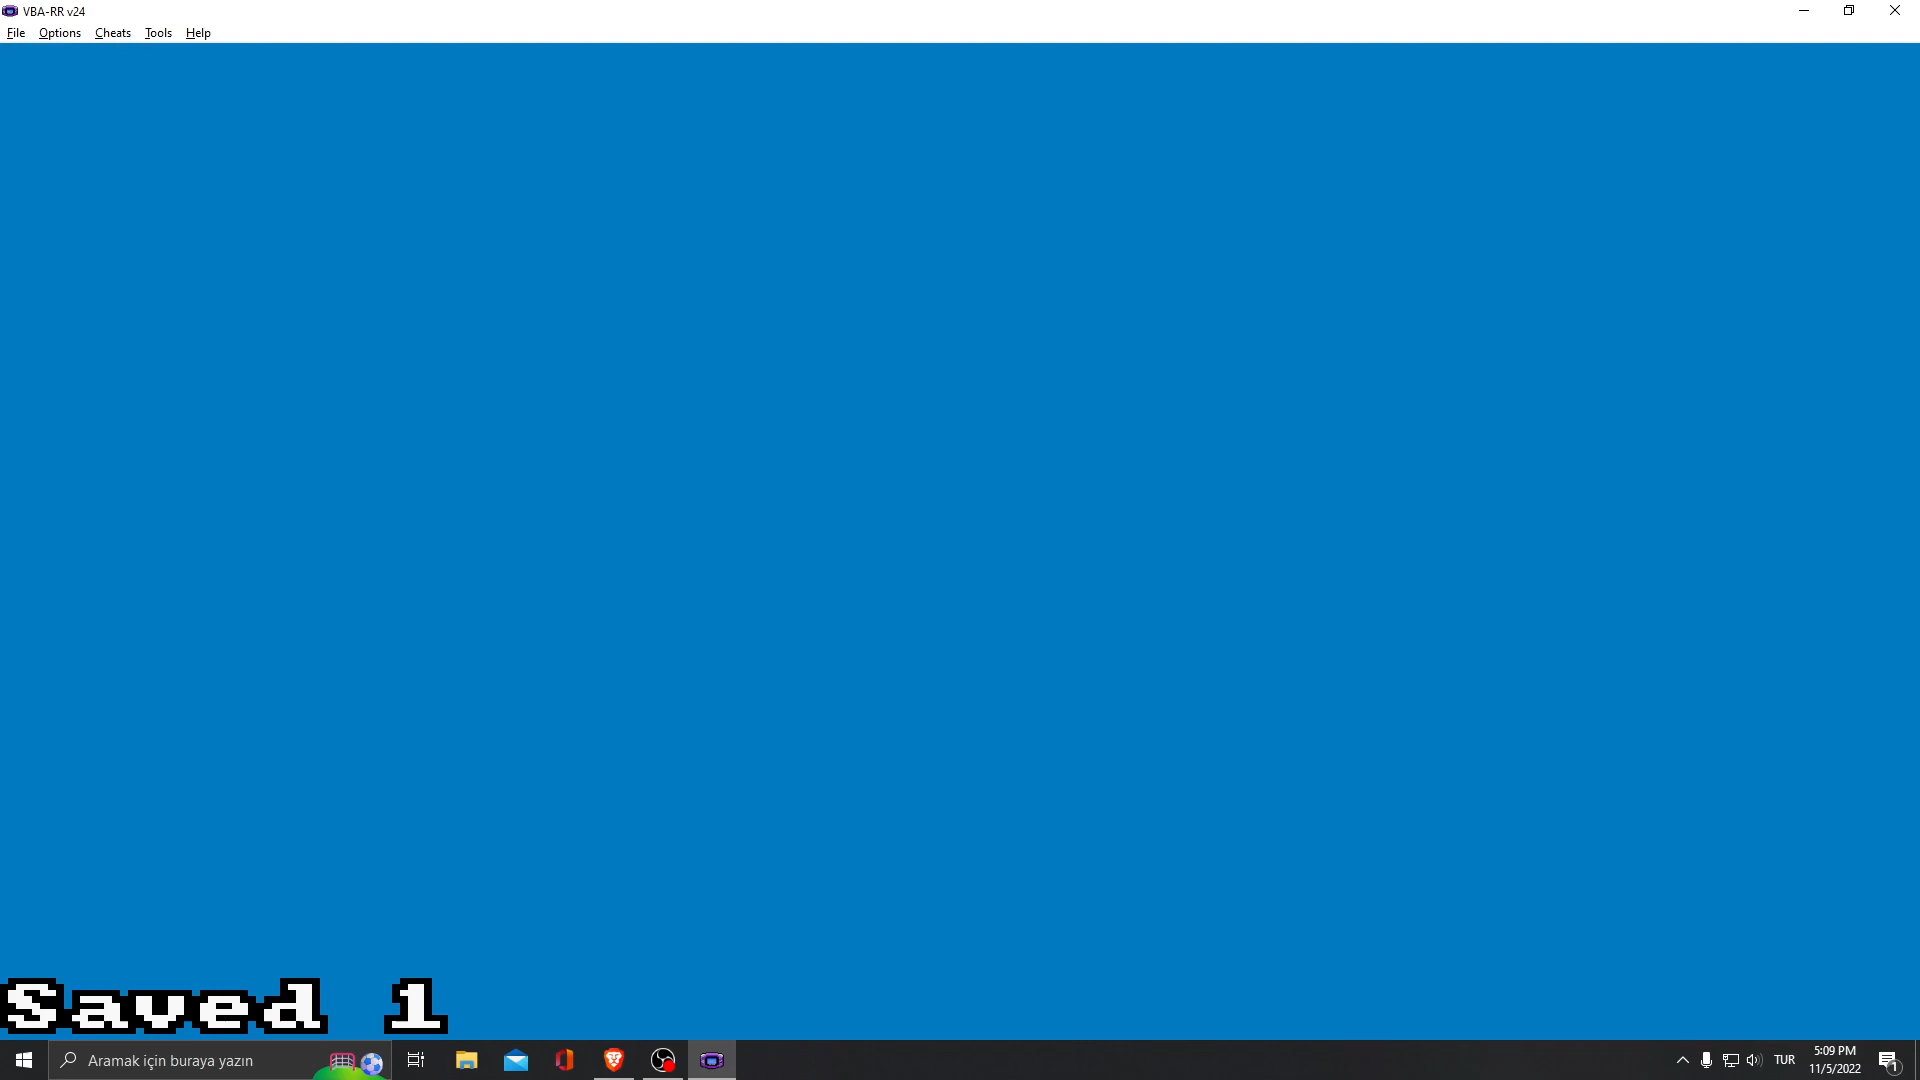 VBA-RR v24
File Options Cheats Tools Help
Saved 1
Aramak için buraya yazın
TUR
5:09 PM
11/5/2022
1